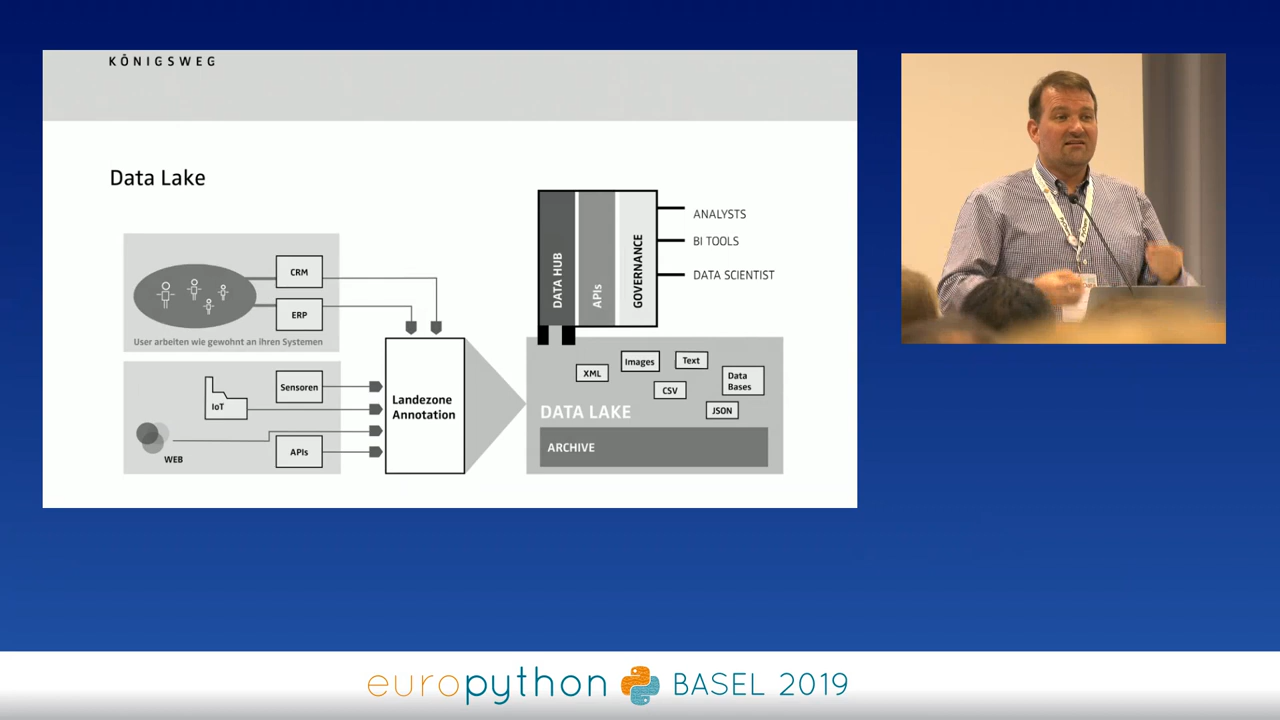 KÖNIGSWEG
Data Lake
CRM
ERP
User arbeiten wie gewohnt an ihren Systemen
Sensoren
IoT
WEB
APIs
Landezone
Annotation
DATA HUB
APIs
GOVERNANCE
ANALYSTS
BI TOOLS
DATA SCIENTIST
XML
Images
Text
CSV
Data
Bases
JSON
DATA LAKE
ARCHIVE
europython BASEL 2019